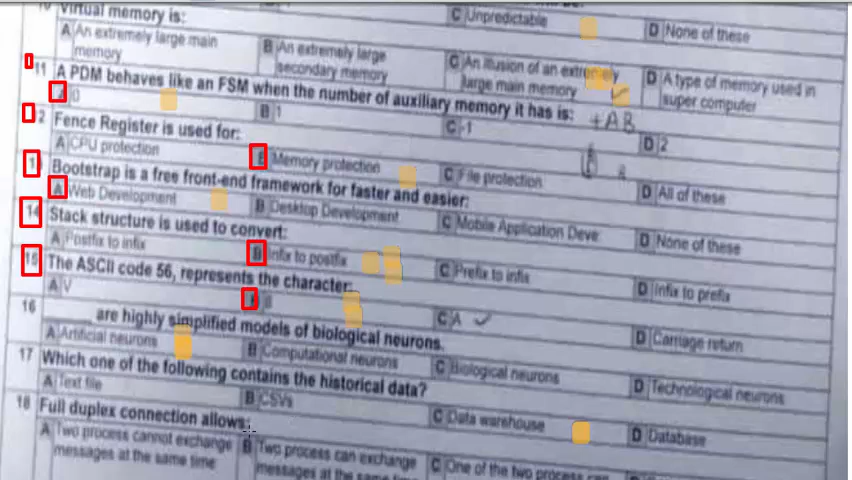 Virtual memory is:
A An extremely large main memory
B An extremely large secondary memory
C Unpredictable
D None of these
C An illusion of an extremely large main memory
D A type of memory used in super computer
11 A PDM behaves like an FSM when the number of auxiliary memory it has is: +AB
A 0
B 1
C -1
D 2
12 Fence Register is used for:
A CPU protection
B Memory protection
C File protection
D All of these
Bootstrap is a free front-end framework for faster and easier:
A Web Development
B Desktop Development
C Mobile Application Deve
D None of these
14 Stack structure is used to convert:
A Postfix to infix
B Infix to postfix
C Prefix to infix
D Infix to prefix
15 The ASCII code 56, represents the character:
A V
8
C A
D Carriage return
16 ____ are highly simplified models of biological neurons.
A Artificial neurons
B Computational neurons
C Biological neurons
D Technological neurons
17 Which one of the following contains the historical data?
A Text file
B CSVs
C Data warehouse
D Database
18 Full duplex connection allows:
A Two process cannot exchange messages at the same time
B Two process can exchange messages at the same time
C One of the two process can